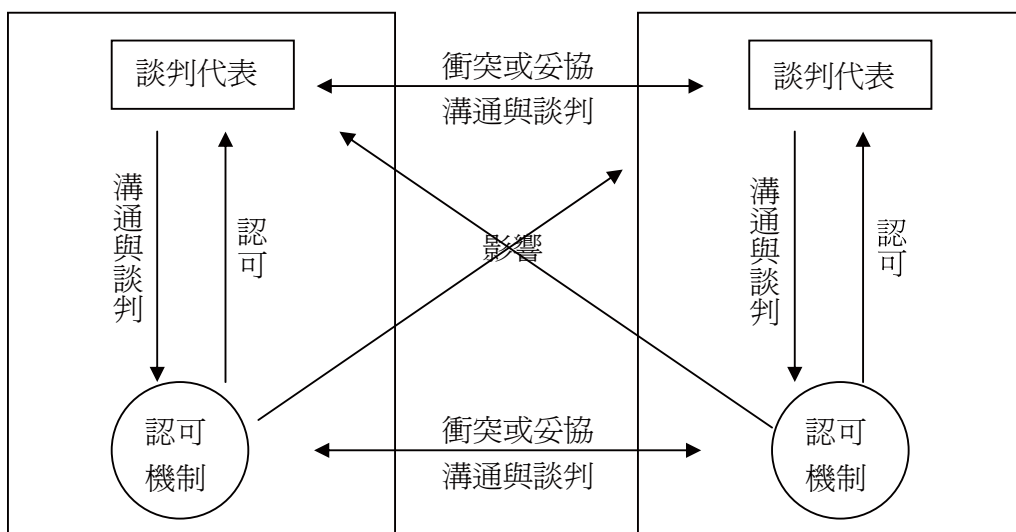 談判代表
衝突或妥協
溝通與談判
談判代表
溝通與談判
認可
影響
溝通與談判
認可
認可
機制
衝突或妥協
溝通與談判
認可
機制